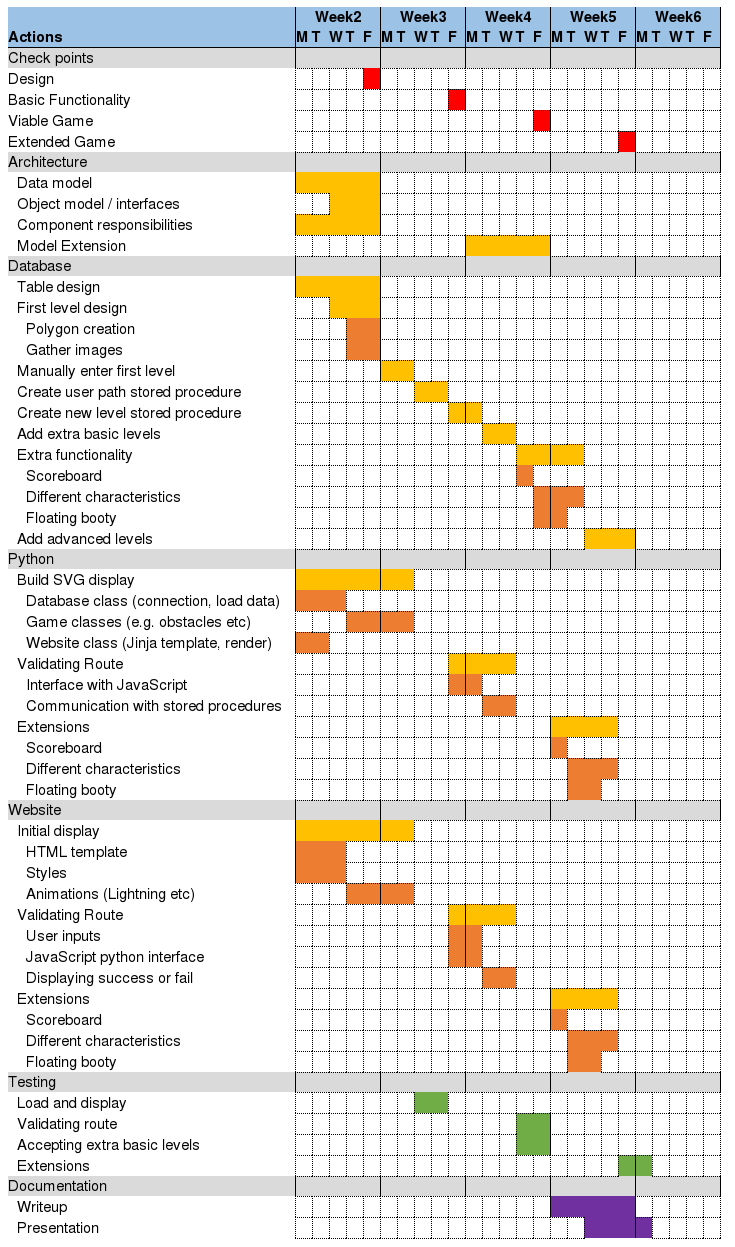 Week2 Week3 Week4 Week5 Week6
Actions M T W T F M T W T F M T W T F M T W T F M T W T F
Check points
Design
Basic Functionality
Viable Game
Extended Game
Architecture
Data model
Object model / interfaces
Component responsibilities
Model Extension
Database
Table design
First level design
Polygon creation
Gather images
Manually enter first level
Create user path stored procedure
Create new level stored procedure
Add extra basic levels
Extra functionality
Scoreboard
Different characteristics
Floating booty
Add advanced levels
Python
Build SVG display
Database class (connection, load data)
Game classes (e.g. obstacles etc)
Website class (Jinja template, render)
Validating Route
Interface with JavaScript
Communication with stored procedures
Extensions
Scoreboard
Different characteristics
Floating booty
Website
Initial display
HTML template
Styles
Animations (Lightning etc)
Validating Route
User inputs
JavaScript python interface
Displaying success or fail
Extensions
Scoreboard
Different characteristics
Floating booty
Testing
Load and display
Validating route
Accepting extra basic levels
Extensions
Documentation
Writeup
Presentation